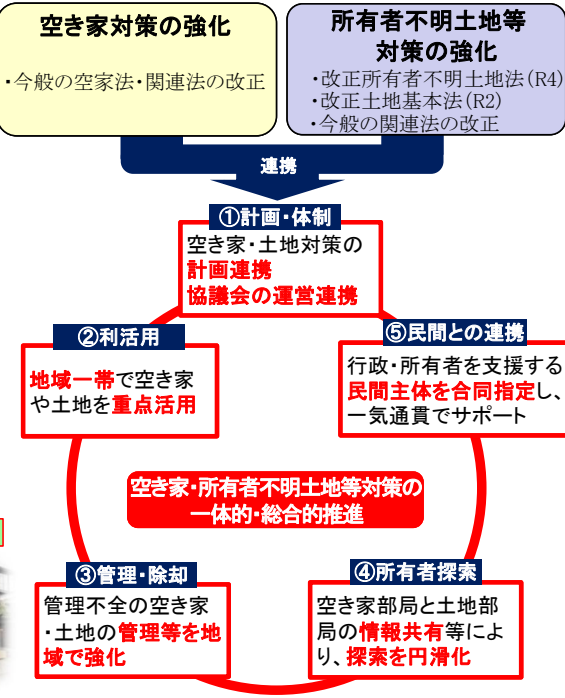 空き家対策の強化
・今般の空家法・関連法の改正
所有者不明土地等
対策の強化
・改正所有者不明土地法(R4)
・改正土地基本法(R2)
・今般の関連法の改正
連携
①計画・体制
空き家・土地対策の
計画連携
協議会の運営連携
②利活用
地域一帯で空き家
や土地を重点活用
⑤民間との連携
行政・所有者を支援する
民間主体を合同指定し、
一気通貫でサポート
空き家・所有者不明土地等対策の
一体的・総合的推進
③管理・除却
管理不全の空き家
・土地の管理等を地
域で強化
④所有者探索
空き家部局と土地部
局の情報共有等によ
り、探索を円滑化